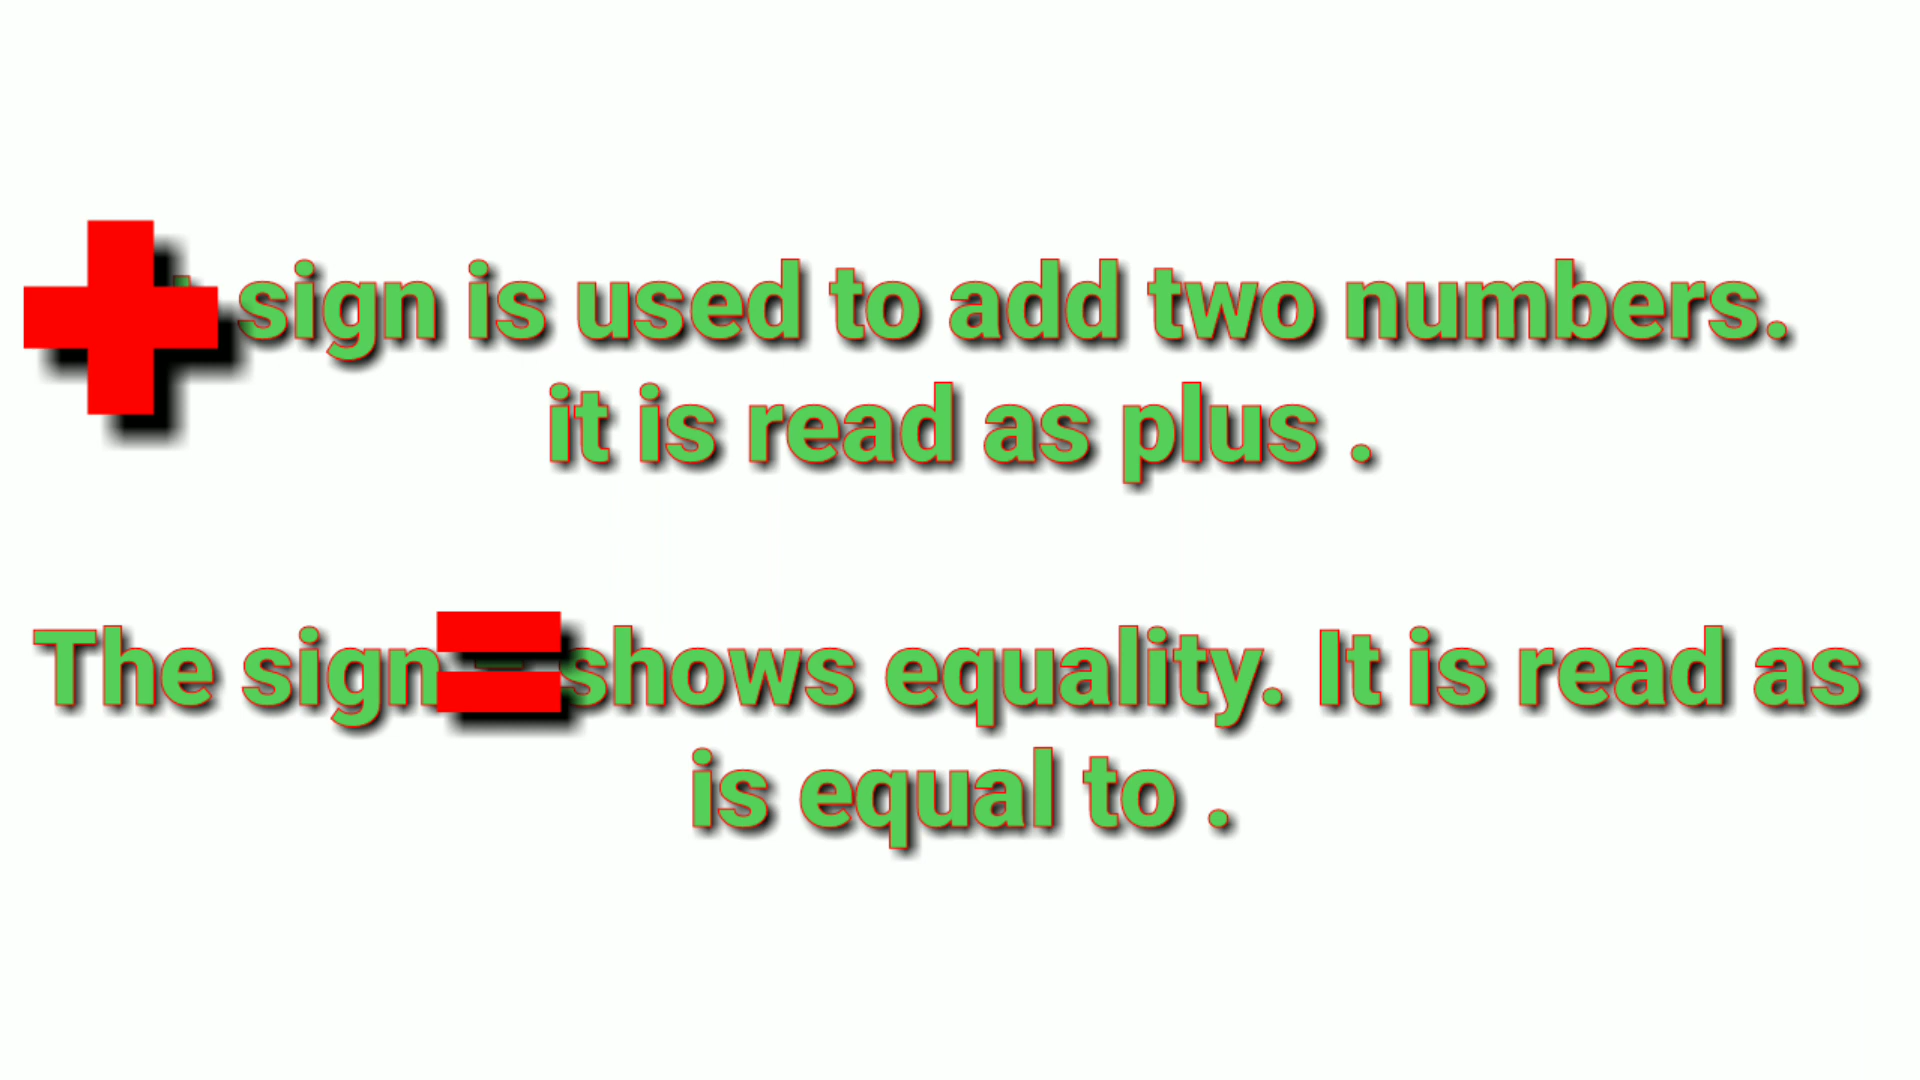 + sign is used to add two numbers.
it is read as plus .
The sign = shows equality. It is read as
is equal to .